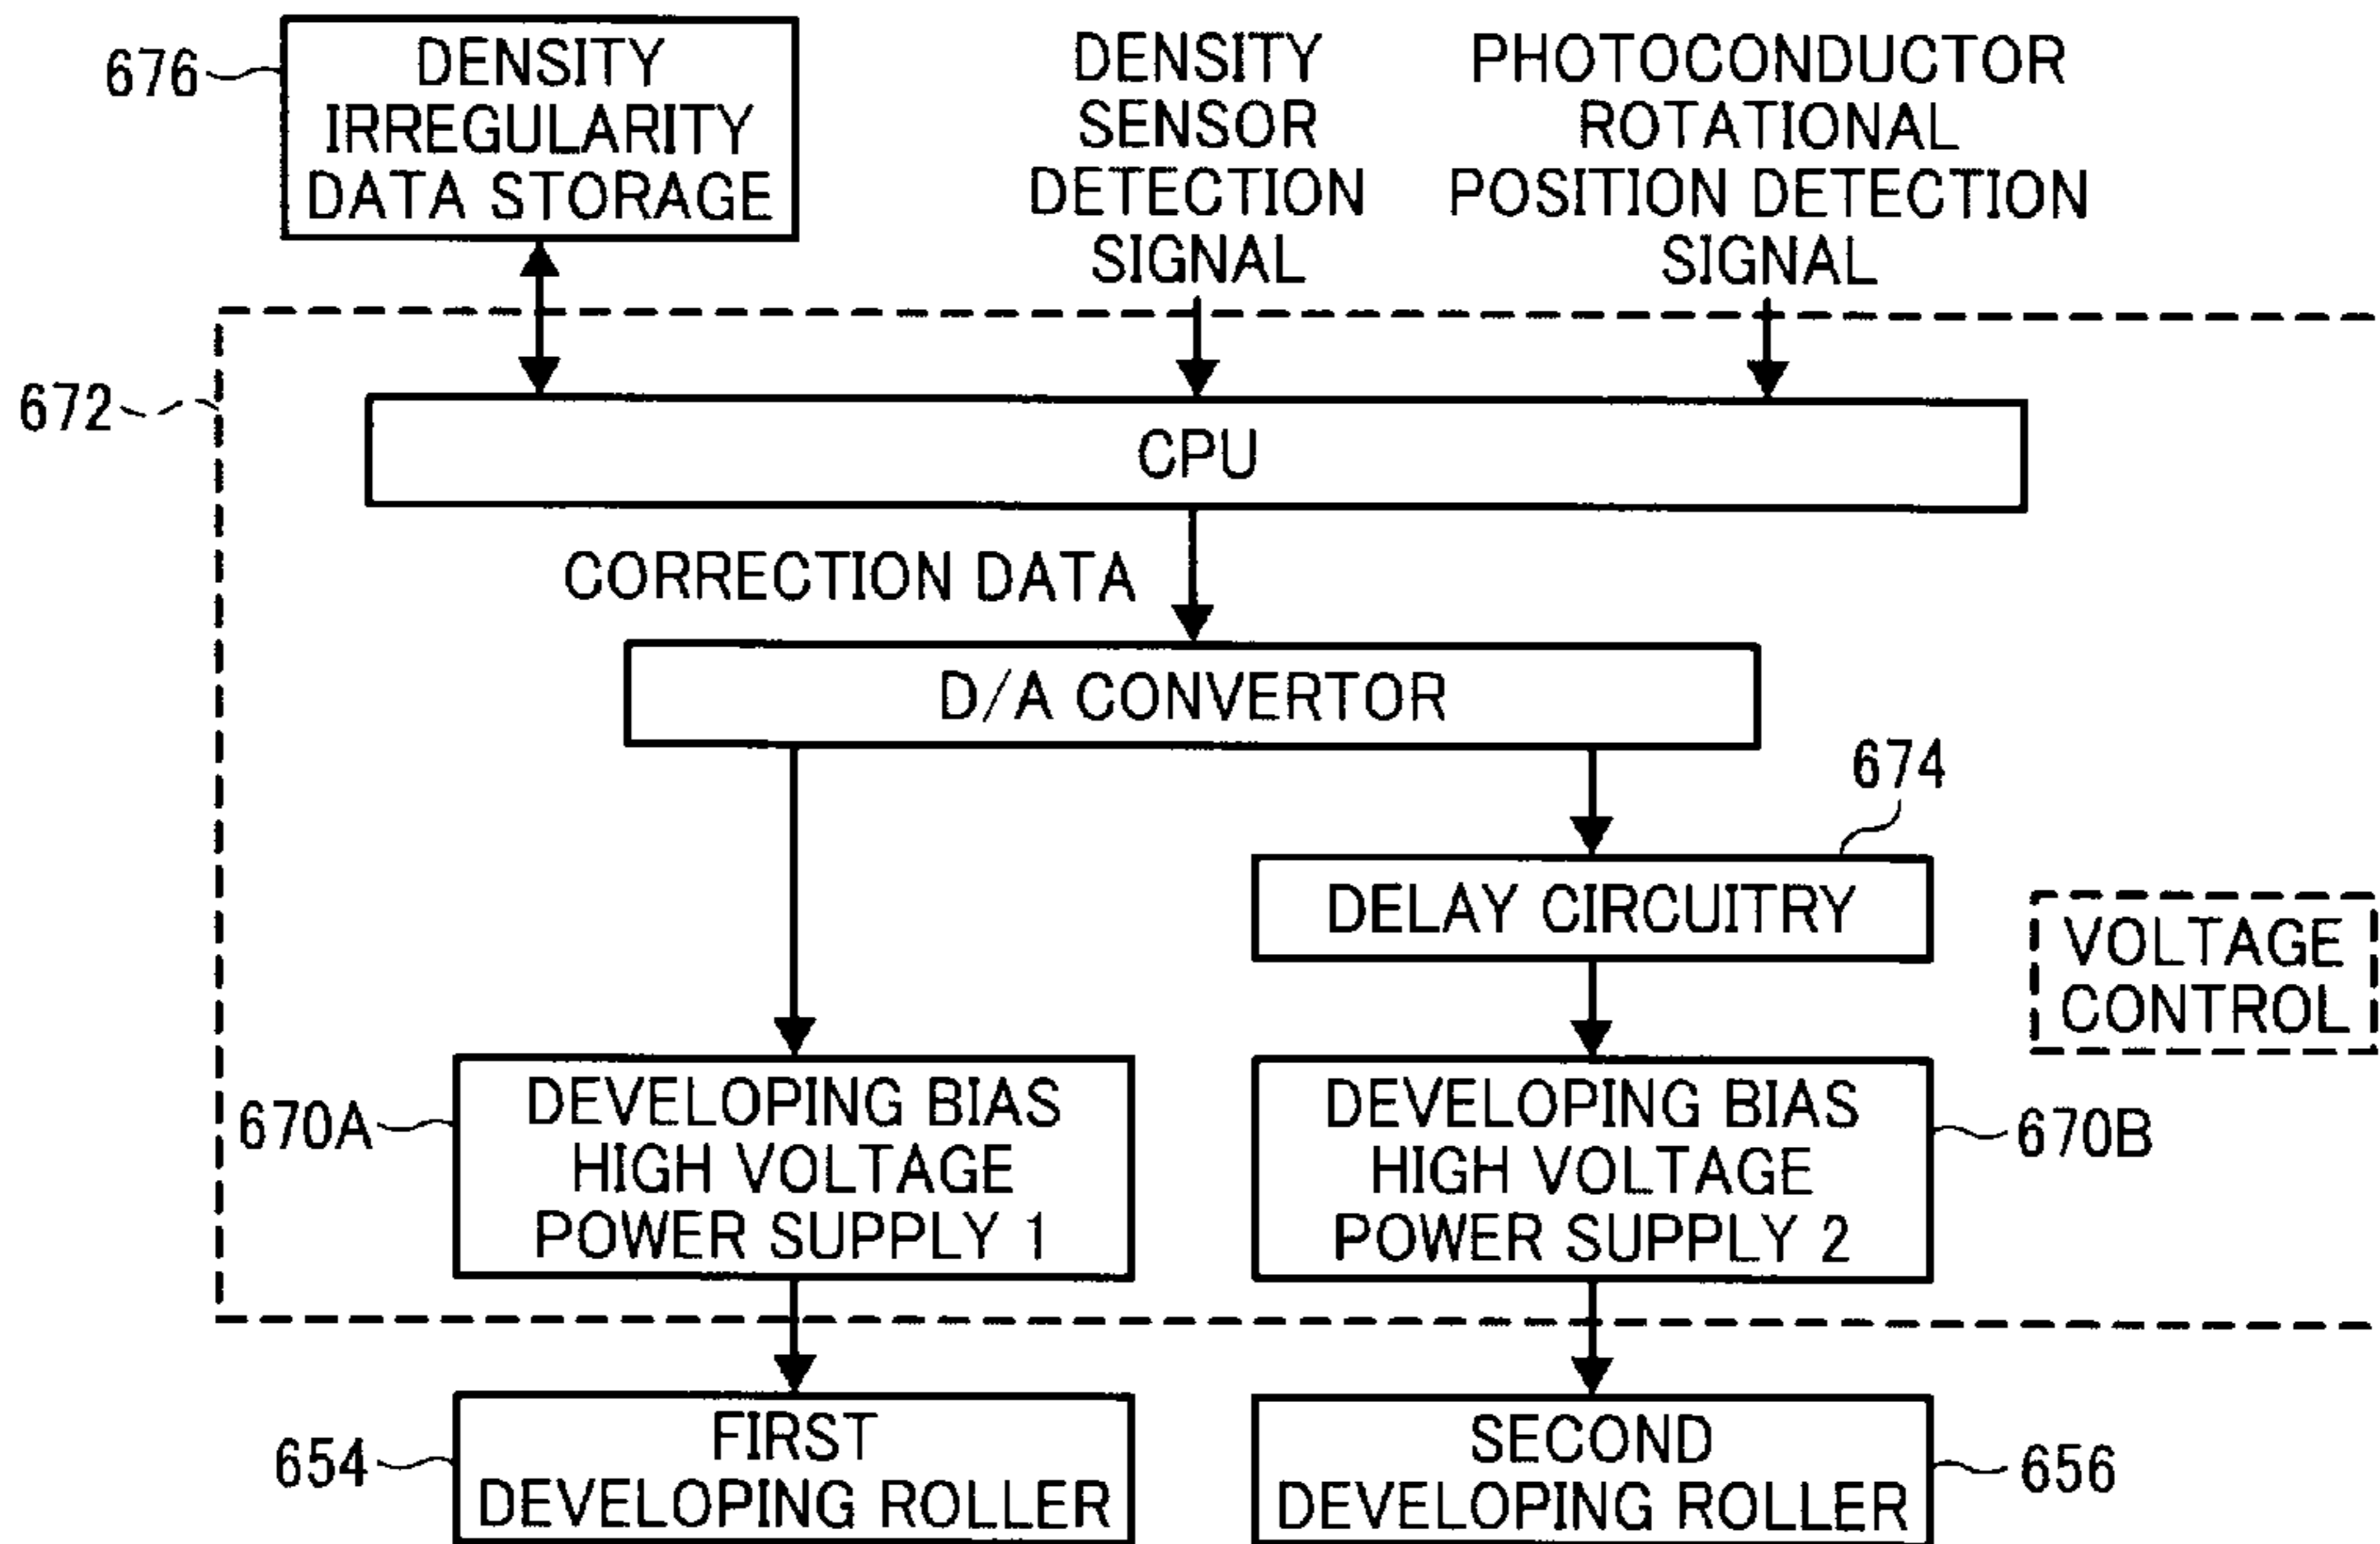 676
DENSITY
IRREGULARITY
DATA STORAGE
DENSITY
SENSOR
DETECTION
SIGNAL
PHOTOCONDUCTOR
ROTATIONAL
POSITION DETECTION
SIGNAL
672
CPU
CORRECTION DATA
D/A CONVERTOR
674
DELAY CIRCUITRY
VOLTAGE
CONTROL
670A
DEVELOPING BIAS
HIGH VOLTAGE
POWER SUPPLY 1
DEVELOPING BIAS
HIGH VOLTAGE
POWER SUPPLY 2
670B
654
FIRST
DEVELOPING ROLLER
SECOND
DEVELOPING ROLLER
656